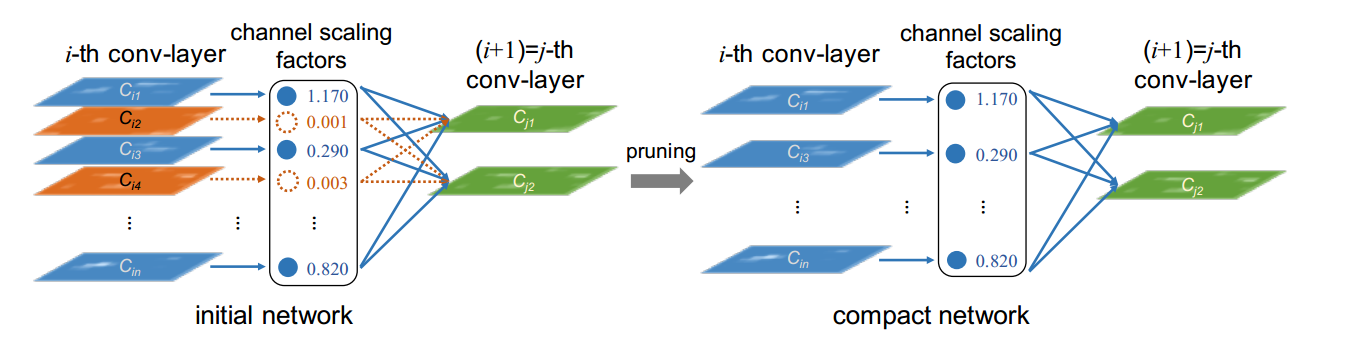 i-th conv-layer
channel scaling
factors
(i+1)=j-th
conv-layer
Ci1
1.170
Cj1
Ci2
0.001
Ci3
0.290
Ci4
0.003
Cj2
...
...
...
Cin
0.820
initial network
pruning
i-th conv-layer
channel scaling
factors
(i+1)=j-th
conv-layer
Ci1
1.170
Cj1
Ci3
0.290
Cj2
...
...
...
Cin
0.820
compact network